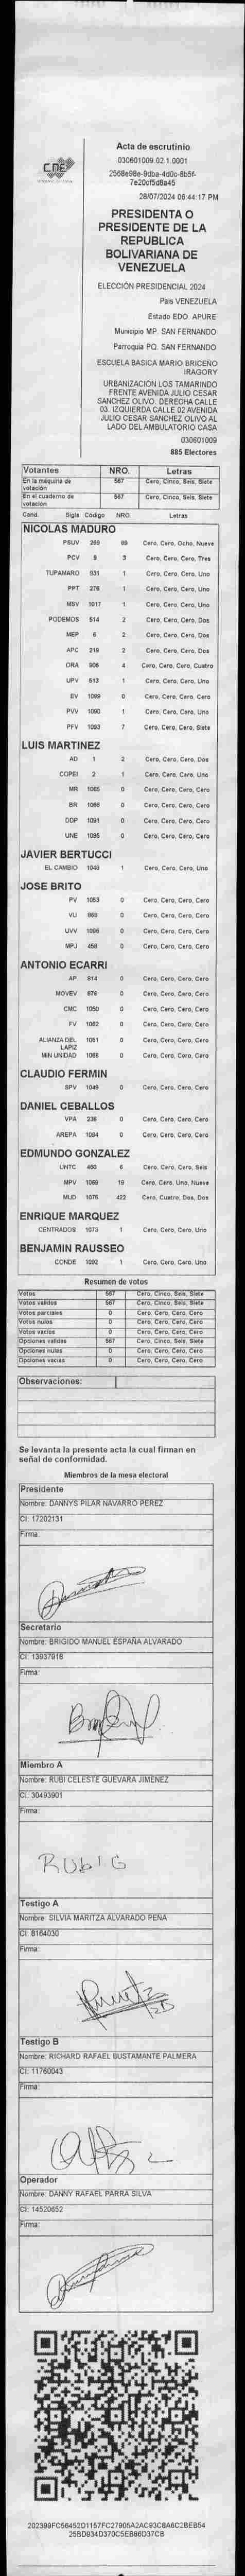 CNE
Acta de escrutinio
030601009.02.1.0001
2568e98e-9dba-4d0c-8b5f-
7e20cf5d8a45
28/07/2024 06:44:17 PM
PRESIDENTA O
PRESIDENTE DE LA
REPUBLICA
BOLIVARIANA DE
VENEZUELA
ELECCIÓN PRESIDENCIAL 2024
Pais VENEZUELA
Estado EDO. APURE
Municipio MP. SAN FERNANDO
Parroquia PQ. SAN FERNANDO
ESCUELA BASICA MARIO BRICENO
IRAGORY
URBANIZACIÓN LOS TAMARINDO
FRENTE AVENIDA JULIO CESAR
SANCHEZ OLIVO. DERECHA CALLE
03. IZQUIERDA CALLE 02 AVENIDA
JULIO CESAR SANCHEZ OLIVO AL
LADO DEL AMBULATORIO CASA
030601009
885 Electores
Votantes NRO. Letras
En la máquina de votación 567 Cero, Cinco, Seis, Siete
En el cuaderno de votación 567 Cero, Cinco, Seis, Siete
Cand. Sigla Codigo NRO. Letras
NICOLAS MADURO
PSUV 269 89 Cero, Cero, Ocho, Nueve
PCV 9 3 Cero, Cero, Cero, Tres
TUPAMARO 931 1 Cero, Cero, Cero, Uno
PPT 276 1 Cero, Cero, Cero, Uno
MSV 1017 1 Cero, Cero, Cero, Uno
PODEMOS 514 2 Cero, Cero, Cero, Dos
MEP 6 2 Cero, Cero, Cero, Dos
APC 218 2 Cero, Cero, Cero, Dos
ORA 906 4 Cero, Cero, Cero, Cuatro
UPV 613 1 Cero, Cero, Cero, Uno
EV 1089 0 Cero, Cero, Cero, Cero
PVV 1090 1 Cero, Cero, Cero, Uno
PFV 1093 7 Cero, Cero, Cero, Siete
LUIS MARTINEZ
AD 1 2 Cero, Cero, Cero, Dos
COPEI 2 1 Cero, Cero, Cero, Uno
MR 1065 0 Cero, Cero, Cero, Cero
BR 1066 0 Cero, Cero, Cero, Cero
DDP 1091 0 Cero, Cero, Cero, Cero
UNE 1095 0 Cero, Cero, Cero, Cero
JAVIER BERTUCCI
EL CAMBIO 1048 1 Cero, Cero, Cero, Uno
JOSE BRITO
PV 1053 0 Cero, Cero, Cero, Cero
VU 868 0 Cero, Cero, Cero, Cero
UVV 1096 0 Cero, Cero, Cero, Cero
MPJ 458 0 Cero, Cero, Cero, Cero
ANTONIO ECARRI
AP 814 0 Cero, Cero, Cero, Cero
MOVEV 679 0 Cero, Cero, Cero, Cero
CMC 1050 0 Cero, Cero, Cero, Cero
FV 1062 0 Cero, Cero, Cero, Cero
ALIANZA DEL LAPIZ 1051 0 Cero, Cero, Cero, Cero
MIN UNIDAD 1068 0 Cero, Cero, Cero, Cero
CLAUDIO FERMIN
SPV 1049 0 Cero, Cero, Cero, Cero
DANIEL CEBALLOS
VPA 236 0 Cero, Cero, Cero, Cero
AREPA 1094 0 Cero, Cero, Cero, Cero
EDMUNDO GONZALEZ
UNTC 460 6 Cero, Cero, Cero, Seis
MPV 1069 19 Cero, Cero, Uno, Nueve
MUD 1075 422 Cero, Cuatro, Dos, Dos
ENRIQUE MARQUEZ
CENTRADOS 1073 1 Cero, Cero, Cero, Uno
BENJAMIN RAUSSEO
CONDE 1092 1 Cero, Cero, Cero, Uno
Resumen de votos
Votos 567 Cero, Cinco, Seis, Siete
Votos validos 567 Cero, Cinco, Seis, Siete
Votos parciales 0 Cero, Cero, Cero, Cero
Votos nulos 0 Cero, Cero, Cero, Cero
Votos vacios 0 Cero, Cero, Cero, Cero
Opciones validas 567 Cero, Cinco, Seis, Siete
Opciones nulas 0 Cero, Cero, Cero, Cero
Opciones vacias 0 Cero, Cero, Cero, Cero
Observaciones:
Se levanta la presente acta la cual firman en
señal de conformidad.
Miembros de la mesa electoral
Presidente
Nombre: DANNYS PILAR NAVARRO PEREZ
CI: 17202131
Firma:
Secretario
Nombre: BRIGIDO MANUEL ESPAÑA ALVARADO
CI: 13937918
Firma:
Miembro A
Nombre: RUBI CELESTE GUEVARA JIMENEZ
CI: 30493901
Firma:
RUbi G
Testigo A
Nombre: SILVIA MARITZA ALVARADO PEÑA
CI: 8164030
Firma:
Testigo B
Nombre: RICHARD RAFAEL BUSTAMANTE PALMERA
CI: 11760043
Firma:
Operador
Nombre: DANNY RAFAEL PARRA SILVA
CI: 14520652
Firma:
202399FC56452D1157FC27905A2AC93C8A6C2BEB54
25BD934D370C5EB86D37CB